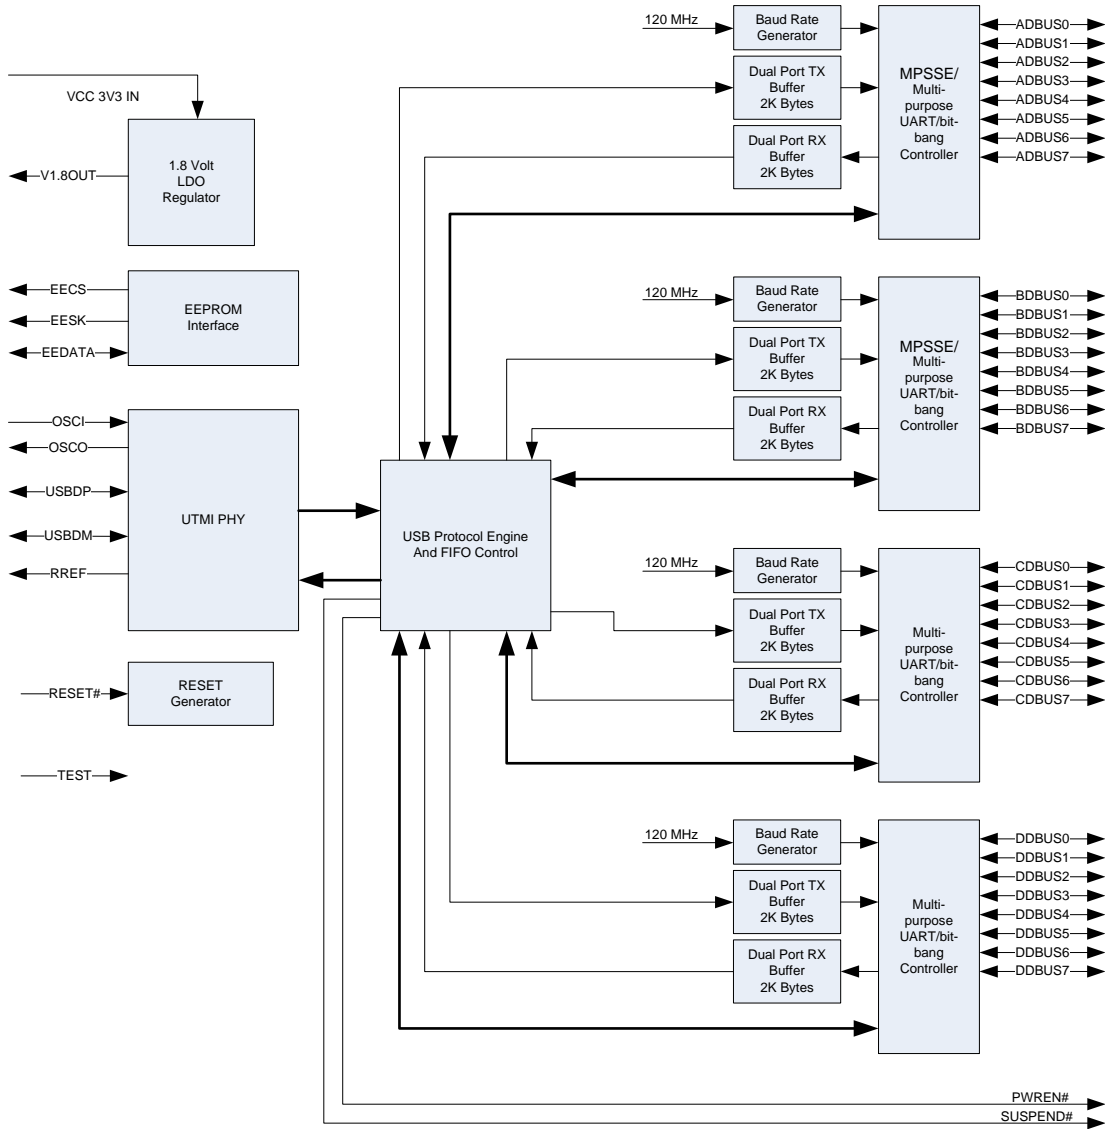 VCC 3V3 IN
1.8 Volt
LDO
Regulator
V1.8OUT
EECS
EESK
EEDATA
EEPROM
Interface
OSCI
OSCO
USBDP
USBDM
RREF
UTMI PHY
RESET#
RESET
Generator
TEST
USB Protocol Engine
And FIFO Control
120 MHz
Baud Rate
Generator
Dual Port TX
Buffer
2K Bytes
Dual Port RX
Buffer
2K Bytes
MPSSE/
Multi-
purpose
UART/bit-
bang
Controller
ADBUS0
ADBUS1
ADBUS2
ADBUS3
ADBUS4
ADBUS5
ADBUS6
ADBUS7
120 MHz
Baud Rate
Generator
Dual Port TX
Buffer
2K Bytes
Dual Port RX
Buffer
2K Bytes
MPSSE/
Multi-
purpose
UART/bit-
bang
Controller
BDBUS0
BDBUS1
BDBUS2
BDBUS3
BDBUS4
BDBUS5
BDBUS6
BDBUS7
120 MHz
Baud Rate
Generator
Dual Port TX
Buffer
2K Bytes
Dual Port RX
Buffer
2K Bytes
Multi-
purpose
UART/bit-
bang
Controller
CDBUS0
CDBUS1
CDBUS2
CDBUS3
CDBUS4
CDBUS5
CDBUS6
CDBUS7
120 MHz
Baud Rate
Generator
Dual Port TX
Buffer
2K Bytes
Dual Port RX
Buffer
2K Bytes
Multi-
purpose
UART/bit-
bang
Controller
DDBUS0
DDBUS1
DDBUS2
DDBUS3
DDBUS4
DDBUS5
DDBUS6
DDBUS7
PWREN#
SUSPEND#